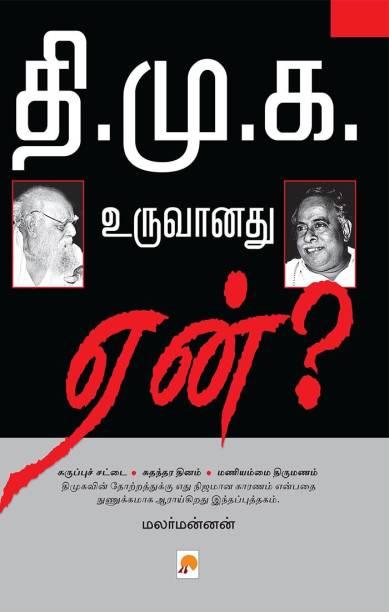 தி.மு.க.
உருவானது
ஏன்?
கருப்புச் சட்டை • சுதந்தர தினம் • மணியம்மை திருமணம்
திமுகவின் தோற்றத்துக்கு எது நிஜமான காரணம் என்பதை
நுணுக்கமாக ஆராய்கிறது இந்தப்புத்தகம்.
மலர்மன்னன்